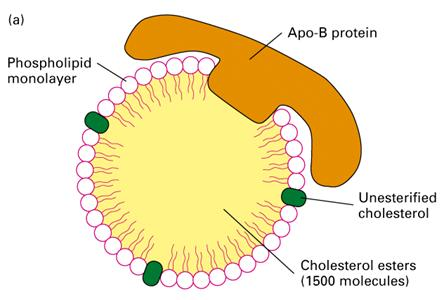 (a)
Apo-B protein
Phospholipid
monolayer
Unesterified
cholesterol
Cholesterol esters
(1500 molecules)